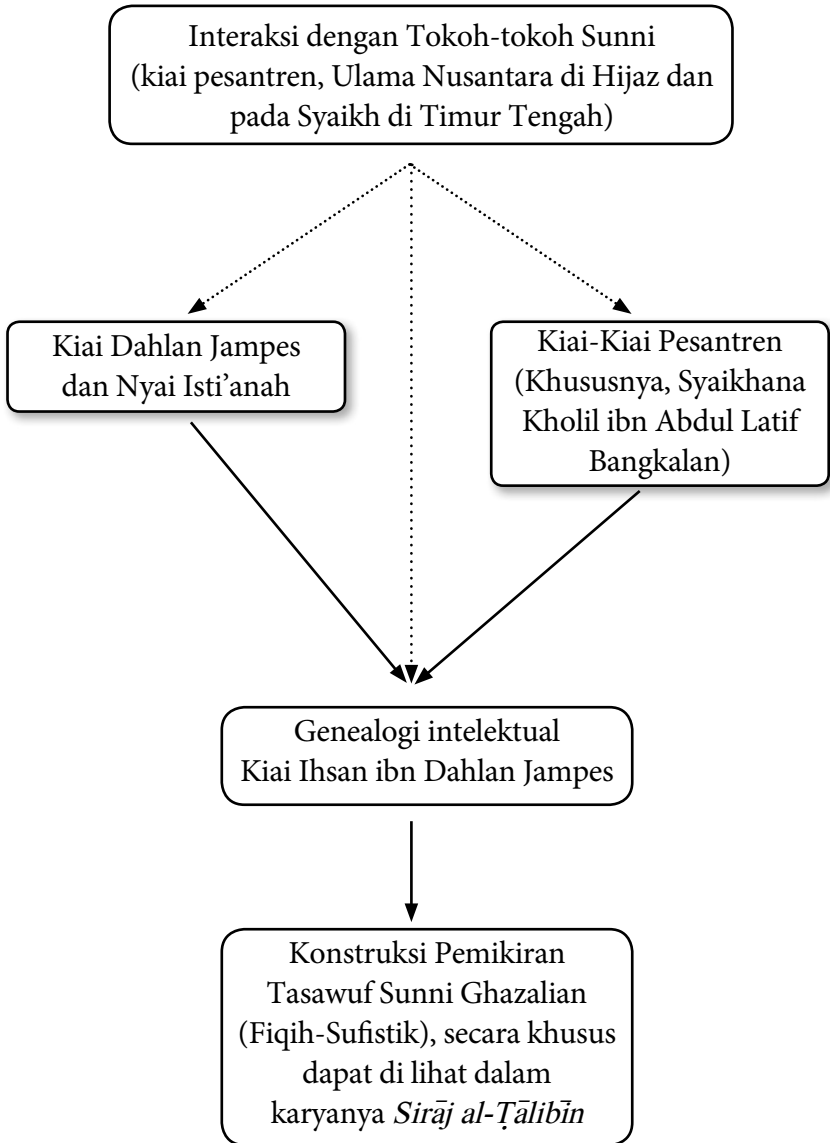 Interaksi dengan Tokoh-tokoh Sunni
(kiai pesantren, Ulama Nusantara di Hijaz dan
pada Syaikh di Timur Tengah)
Kiai Dahlan Jampes
dan Nyai Isti’anah
Kiai-Kiai Pesantren
(Khususnya, Syaikhana
Kholil ibn Abdul Latif
Bangkalan)
Genealogi intelektual
Kiai Ihsan ibn Dahlan Jampes
Konstruksi Pemikiran
Tasawuf Sunni Ghazalian
(Fiqih-Sufistik), secara khusus
dapat di lihat dalam
karyanya Sirāj al-Ṭālibīn